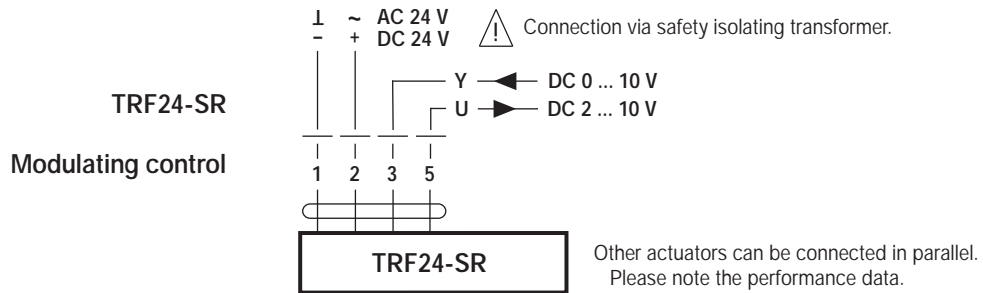 ⊥ ~ AC 24 V
– + DC 24 V
Connection via safety isolating transformer.
Y DC 0 ... 10 V
U DC 2 ... 10 V
TRF24-SR
Modulating control
1 2 3 5
TRF24-SR
Other actuators can be connected in parallel.
Please note the performance data.